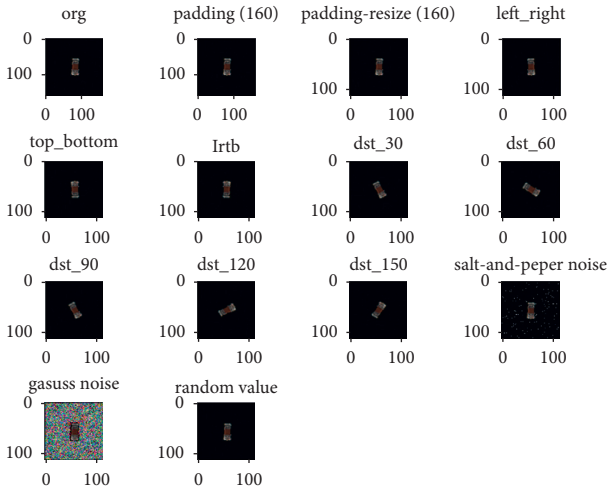 org padding (160) padding-resize (160) left_right
0 0 0 0
100 100 100 100
0 100 0 100 0 100 0 100
top_bottom Irtb dst_30 dst_60
0 0 0 0
100 100 100 100
0 100 0 100 0 100 0 100
dst_90 dst_120 dst_150 salt-and-peper noise
0 0 0 0
100 100 100 100
0 100 0 100 0 100 0 100
gasuss noise random value
0 0
100 100
0 100 0 100